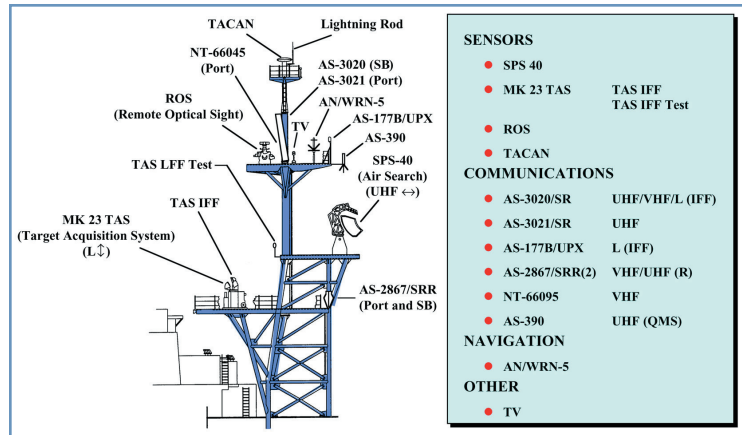 TACAN
Lightning Rod
NT-66045
(Port)
AS-3020 (SB)
AS-3021 (Port)
ROS
(Remote Optical Sight)
AN/WRN-5
AS-177B/UPX
TV
AS-390
SPS-40
(Air Search)
(UHF ↔)
TAS LFF Test
TAS IFF
MK 23 TAS
(Target Acquisition System)
(L↕)
AS-2867/SRR
(Port and SB)
SENSORS
SPS 40
MK 23 TAS TAS IFF
TAS IFF Test
ROS
TACAN
COMMUNICATIONS
AS-3020/SR UHF/VHF/L (IFF)
AS-3021/SR UHF
AS-177B/UPX L (IFF)
AS-2867/SRR(2) VHF/UHF (R)
NT-66095 VHF
AS-390 UHF (QMS)
NAVIGATION
AN/WRN-5
OTHER
TV